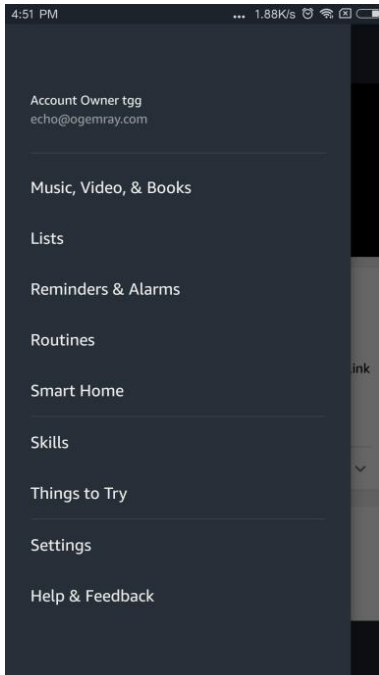 4:51 PM ... 1.88K/s
Account Owner tgg
echo@ogemray.com
Music, Video, & Books
Lists
Reminders & Alarms
Routines
Smart Home
ink
Skills
Things to Try
Settings
Help & Feedback